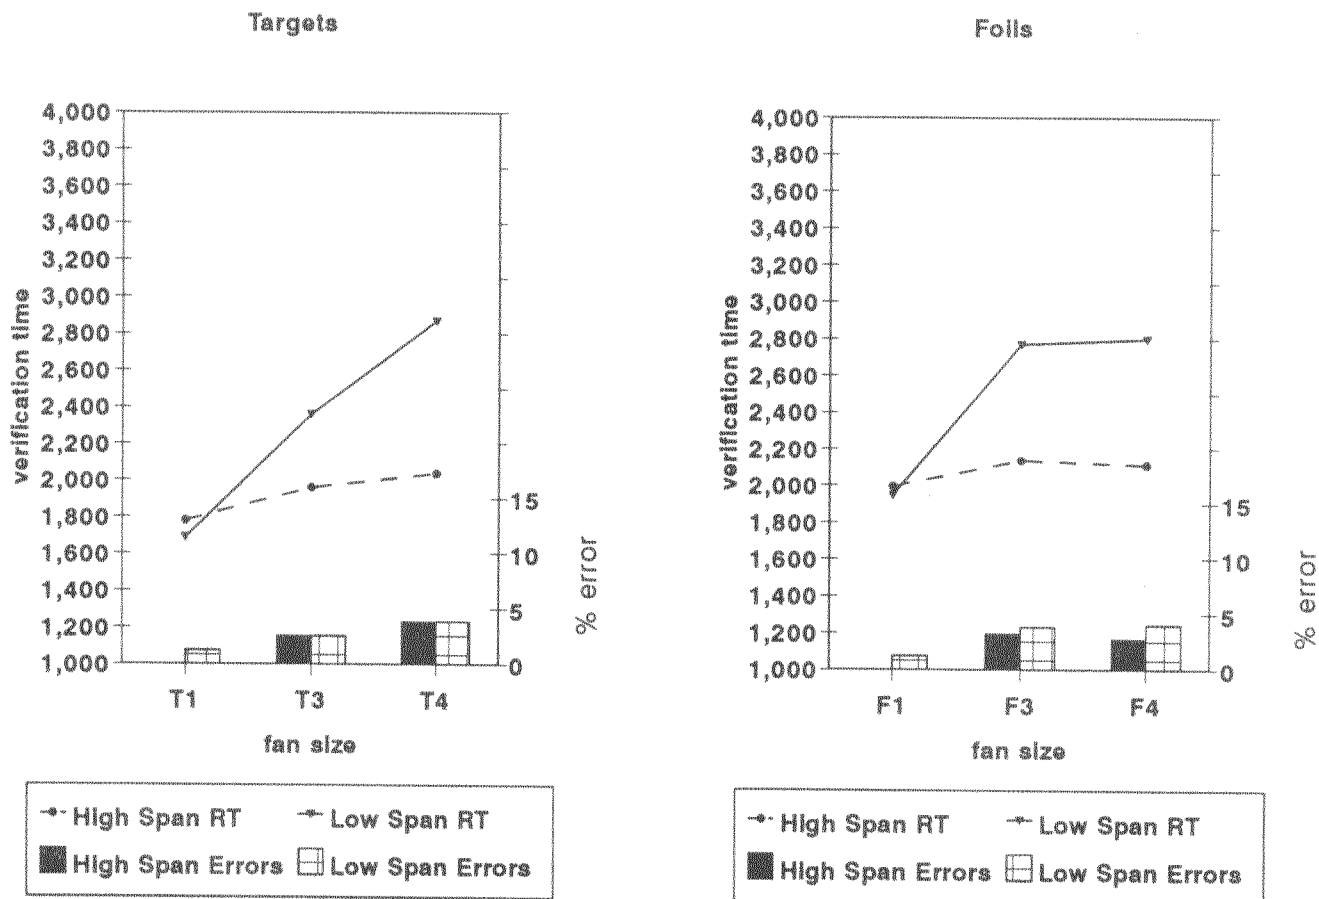 Targets
4,000
3,800
3,600
3,400
3,200
3,000
2,800
2,600
2,400
2,200
2,000
1,800
1,600
1,400
1,200
1,000
verification time
15
10
5
0
% error
T1 T3 T4
fan size
High Span RT Low Span RT
High Span Errors Low Span Errors
Foils
4,000
3,800
3,600
3,400
3,200
3,000
2,800
2,600
2,400
2,200
2,000
1,800
1,600
1,400
1,200
1,000
verification time
15
10
5
0
% error
F1 F3 F4
fan size
High Span RT Low Span RT
High Span Errors Low Span Errors